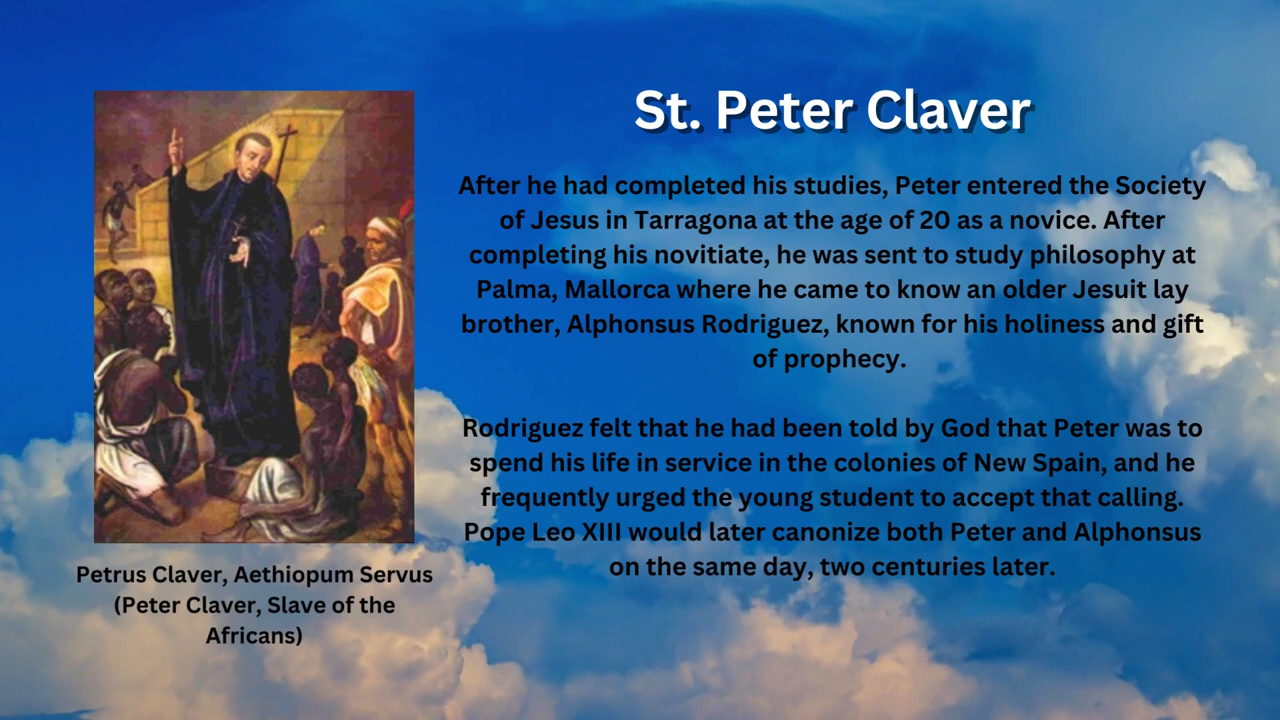 St. Peter Claver
After he had completed his studies, Peter entered the Society
of Jesus in Tarragona at the age of 20 as a novice. After
completing his novitiate, he was sent to study philosophy at
Palma, Mallorca where he came to know an older Jesuit lay
brother, Alphonsus Rodriguez, known for his holiness and gift
of prophecy.
Rodriguez felt that he had been told by God that Peter was to
spend his life in service in the colonies of New Spain, and he
frequently urged the young student to accept that calling.
Pope Leo XIII would later canonize both Peter and Alphonsus
on the same day, two centuries later.
Petrus Claver, Aethiopum Servus
(Peter Claver, Slave of the
Africans)